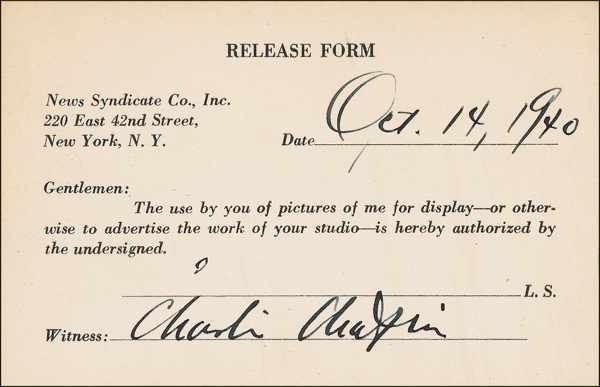 RELEASE FORM
News Syndicate Co., Inc.
220 East 42nd Street,
New York, N. Y.
Date Oct. 14, 1940
Gentlemen:
The use by you of pictures of me for display—or other-
wise to advertise the work of your studio—is hereby authorized by
the undersigned.
?
L. S.
Witness: Charlie Chaplin